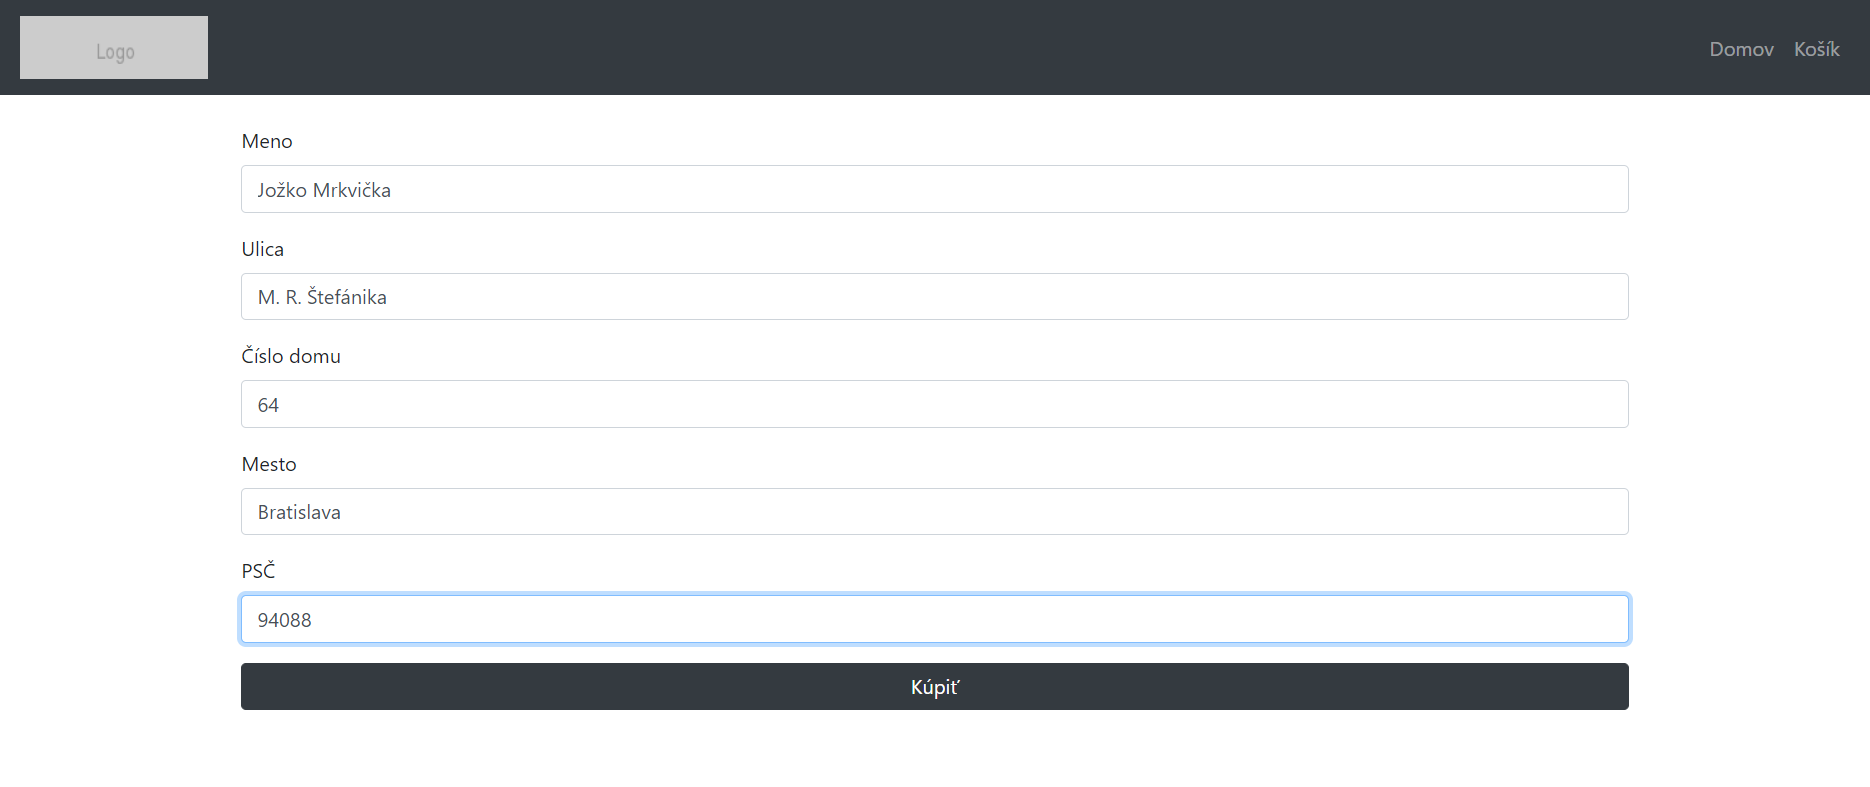 Logo
Domov Košík
Meno
Jožko Mrkvička
Ulica
M. R. Štefánika
Číslo domu
64
Mesto
Bratislava
PSČ
94088
Kúpiť